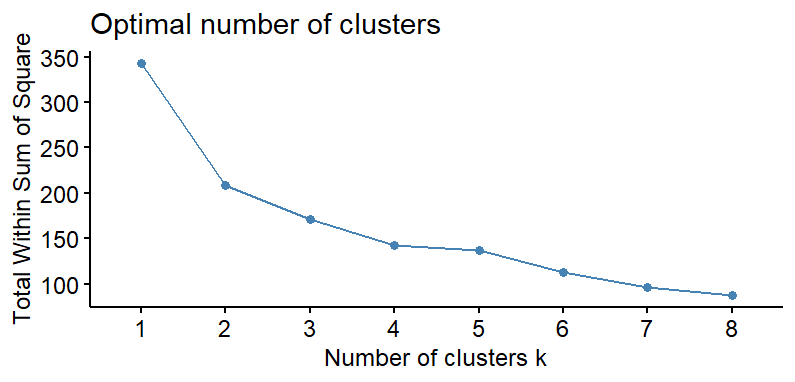 Optimal number of clusters
Total Within Sum of Square
350
300
250
200
150
100
1 2 3 4 5 6 7 8
Number of clusters k